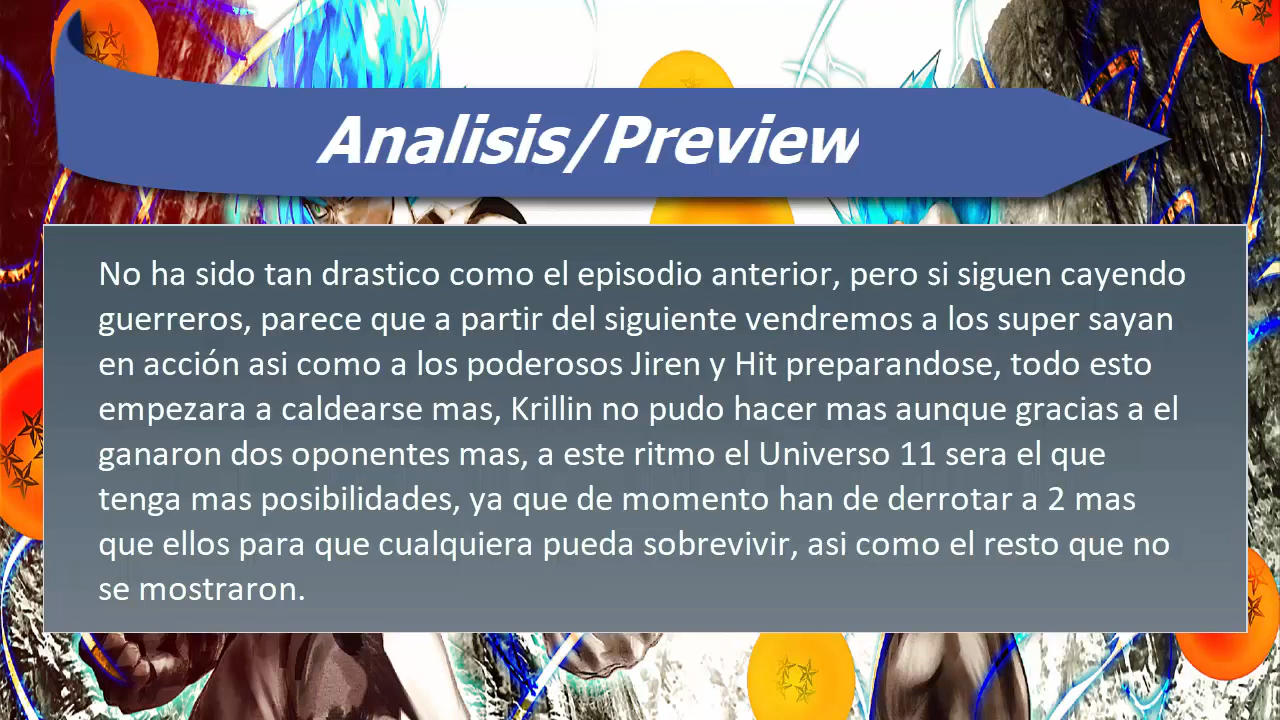 Analisis/Preview
No ha sido tan drastico como el episodio anterior, pero si siguen cayendo
guerreros, parece que a partir del siguiente vendremos a los super sayan
en acción asi como a los poderosos Jiren y Hit preparandose, todo esto
empezara a caldearse mas, Krillin no pudo hacer mas aunque gracias a el
ganaron dos oponentes mas, a este ritmo el Universo 11 sera el que
tenga mas posibilidades, ya que de momento han de derrotar a 2 mas
que ellos para que cualquiera pueda sobrevivir, asi como el resto que no
se mostraron.